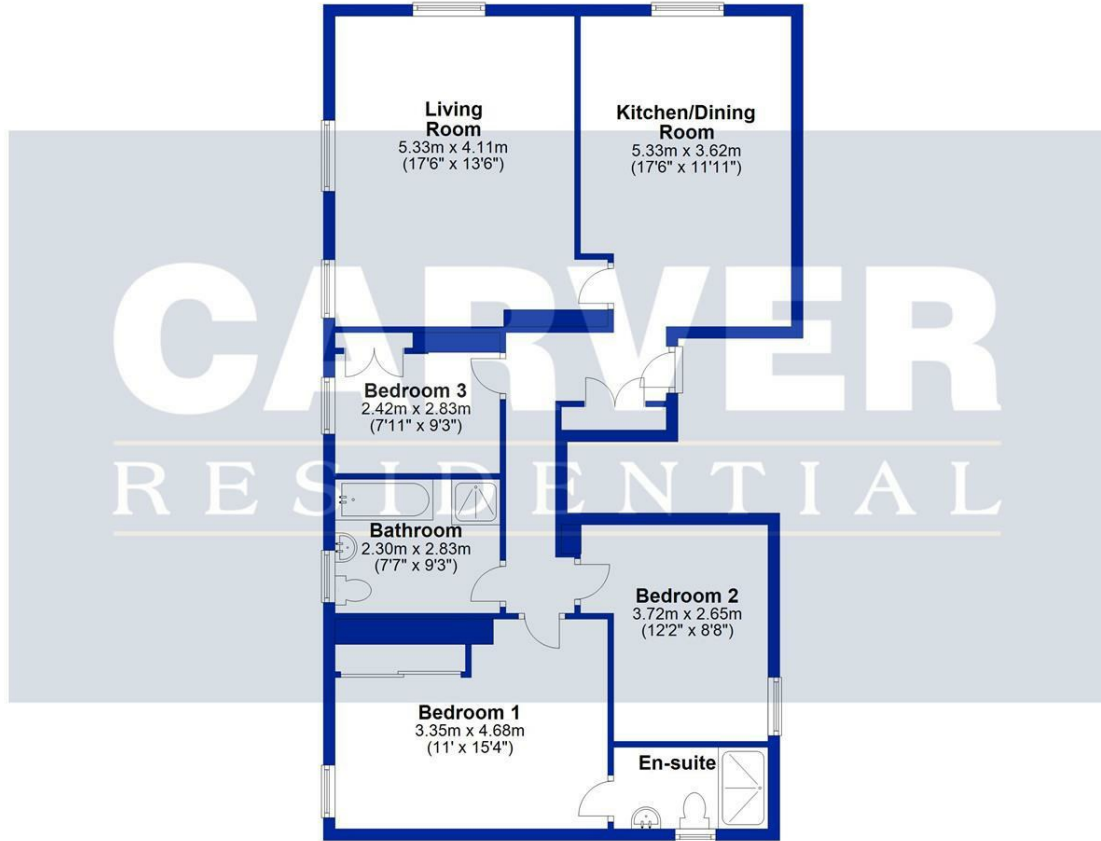 Living
Room
5.33m x 4.11m
(17'6" x 13'6")
Kitchen/Dining
Room
5.33m x 3.62m
(17'6" x 11'11")
CARVER
Bedroom 3
2.42m x 2.83m
(7'11" x 9'3")
RESIDENTIAL
Bathroom
2.30m x 2.83m
(7'7" x 9'3")
Bedroom 2
3.72m x 2.65m
(12'2" x 8'8")
Bedroom 1
3.35m x 4.68m
(11' x 15'4")
En-suite